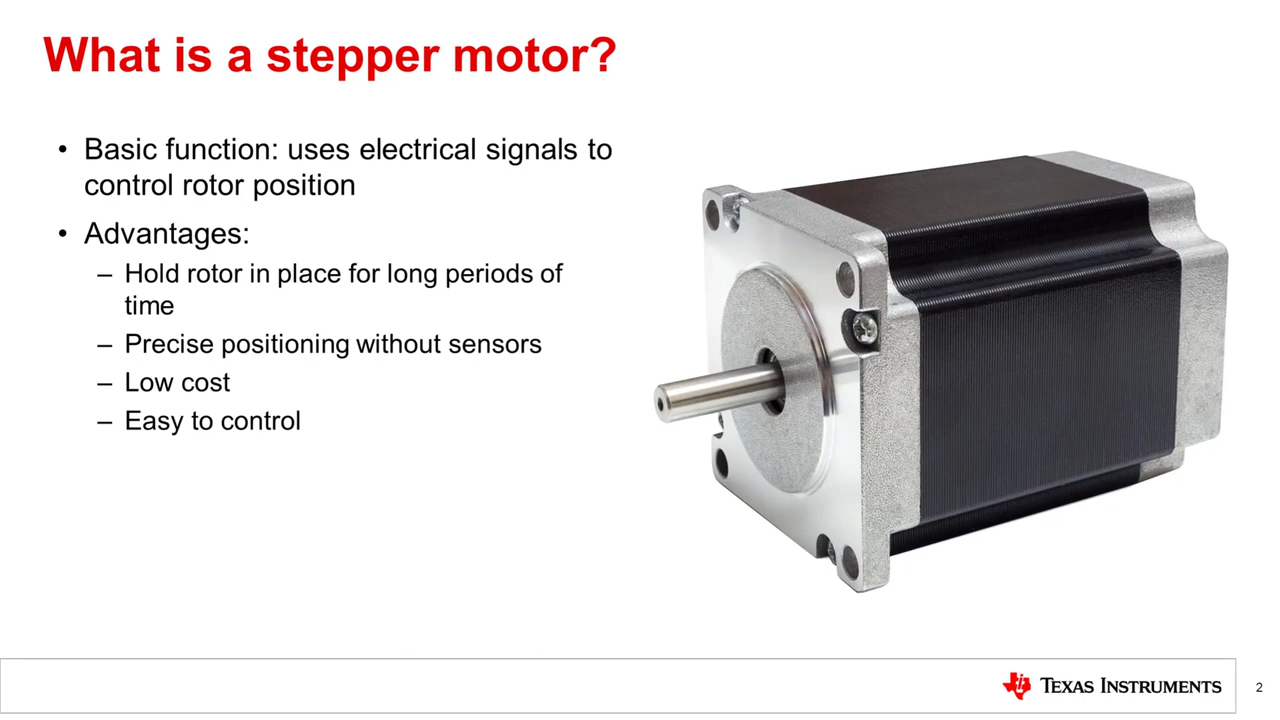 What is a stepper motor?
• Basic function: uses electrical signals to
control rotor position
• Advantages:
– Hold rotor in place for long periods of
time
– Precise positioning without sensors
– Low cost
– Easy to control
TEXAS INSTRUMENTS
2